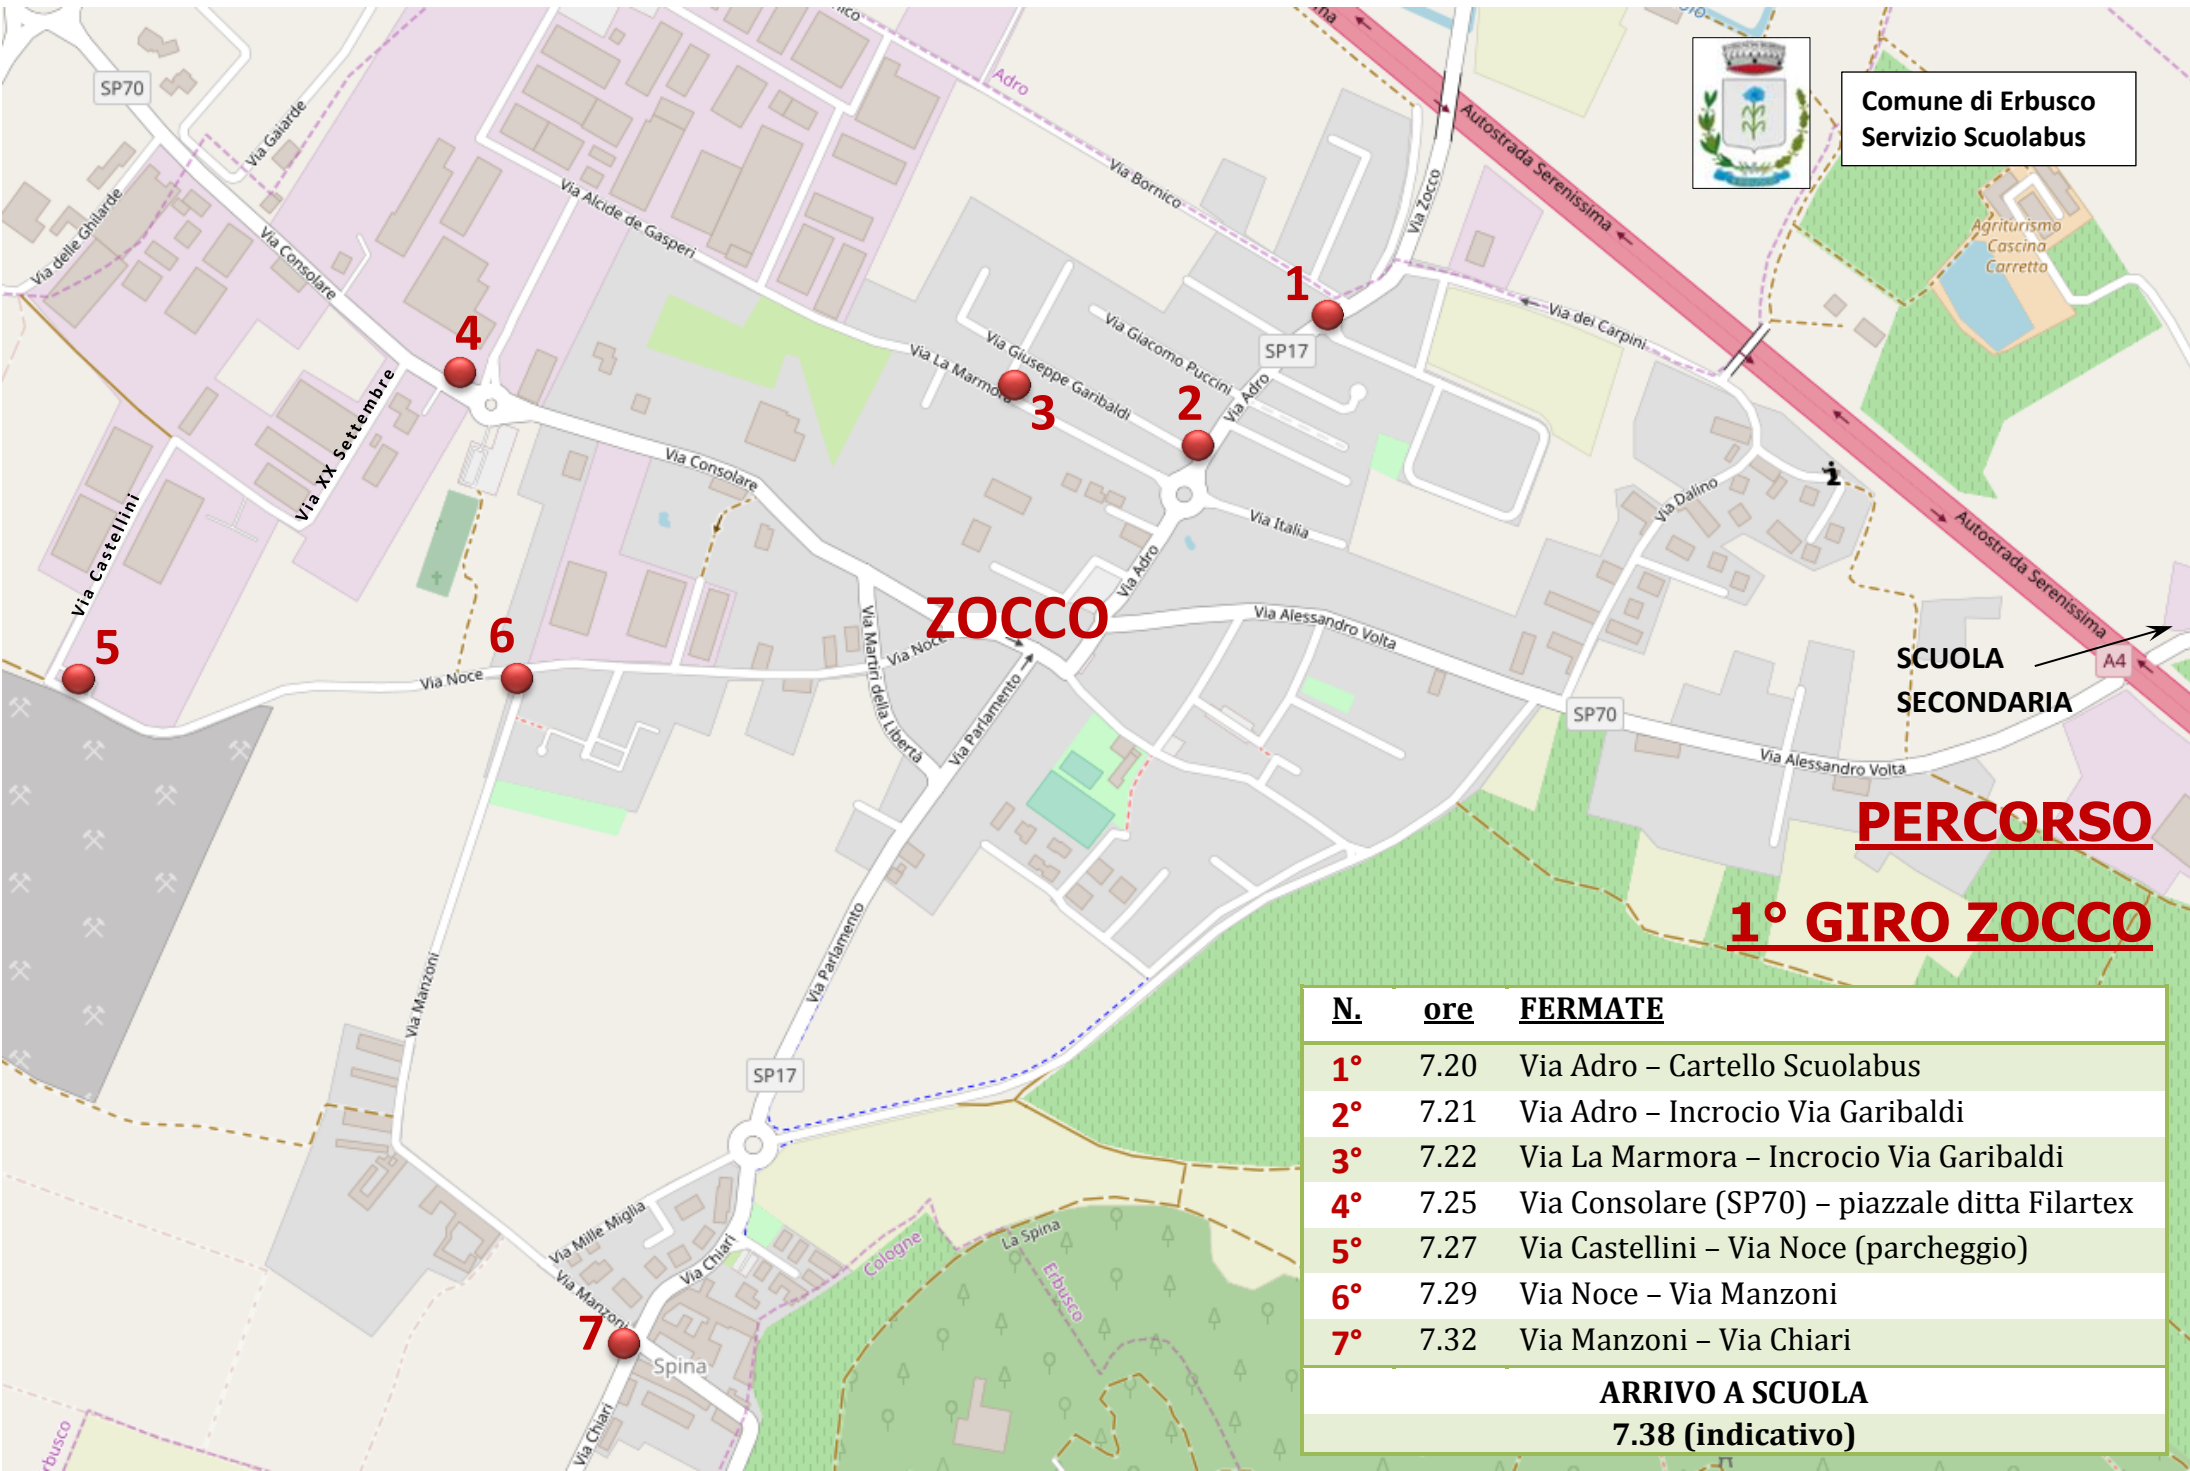 Comune di Erbusco
Servizio Scuolabus
SP70
Via Gaiarde
Via delle Ghilarde
Via Consolare
Via Alcide de Gasperi
Adro
Via Bornico
Via Zocco
Autostrada Serenissima
Agriturismo
Cascina
Carretta
1
SP17
Via dei Carpini
Via Giacomo Puccini
Via Giuseppe Garibaldi
Via La Marmora
Via Adro
2
3
4
Via XX Settembre
Via Castellini
Via Consolare
Via Italia
Via Adro
Via Dalino
Autostrada Serenissima
A4
ZOCCO
Via Alessandro Volta
5
6
Via Noce
Via Noce
Via Martiri della Libertà
Via Parlamento
SCUOLA
SECONDARIA
SP70
Via Alessandro Volta
Via Parlamento
Via Manzoni
SP17
Via Mille Miglia
Via Chiari
Via Manzoni
7
Spina
Via Chiari
Cologne
La Spina
Erbusco
rbusco
PERCORSO
1° GIRO ZOCCO
N. ore FERMATE
1° 7.20 Via Adro – Cartello Scuolabus
2° 7.21 Via Adro – Incrocio Via Garibaldi
3° 7.22 Via La Marmora – Incrocio Via Garibaldi
4° 7.25 Via Consolare (SP70) – piazzale ditta Filartex
5° 7.27 Via Castellini – Via Noce (parcheggio)
6° 7.29 Via Noce – Via Manzoni
7° 7.32 Via Manzoni – Via Chiari
ARRIVO A SCUOLA
7.38 (indicativo)